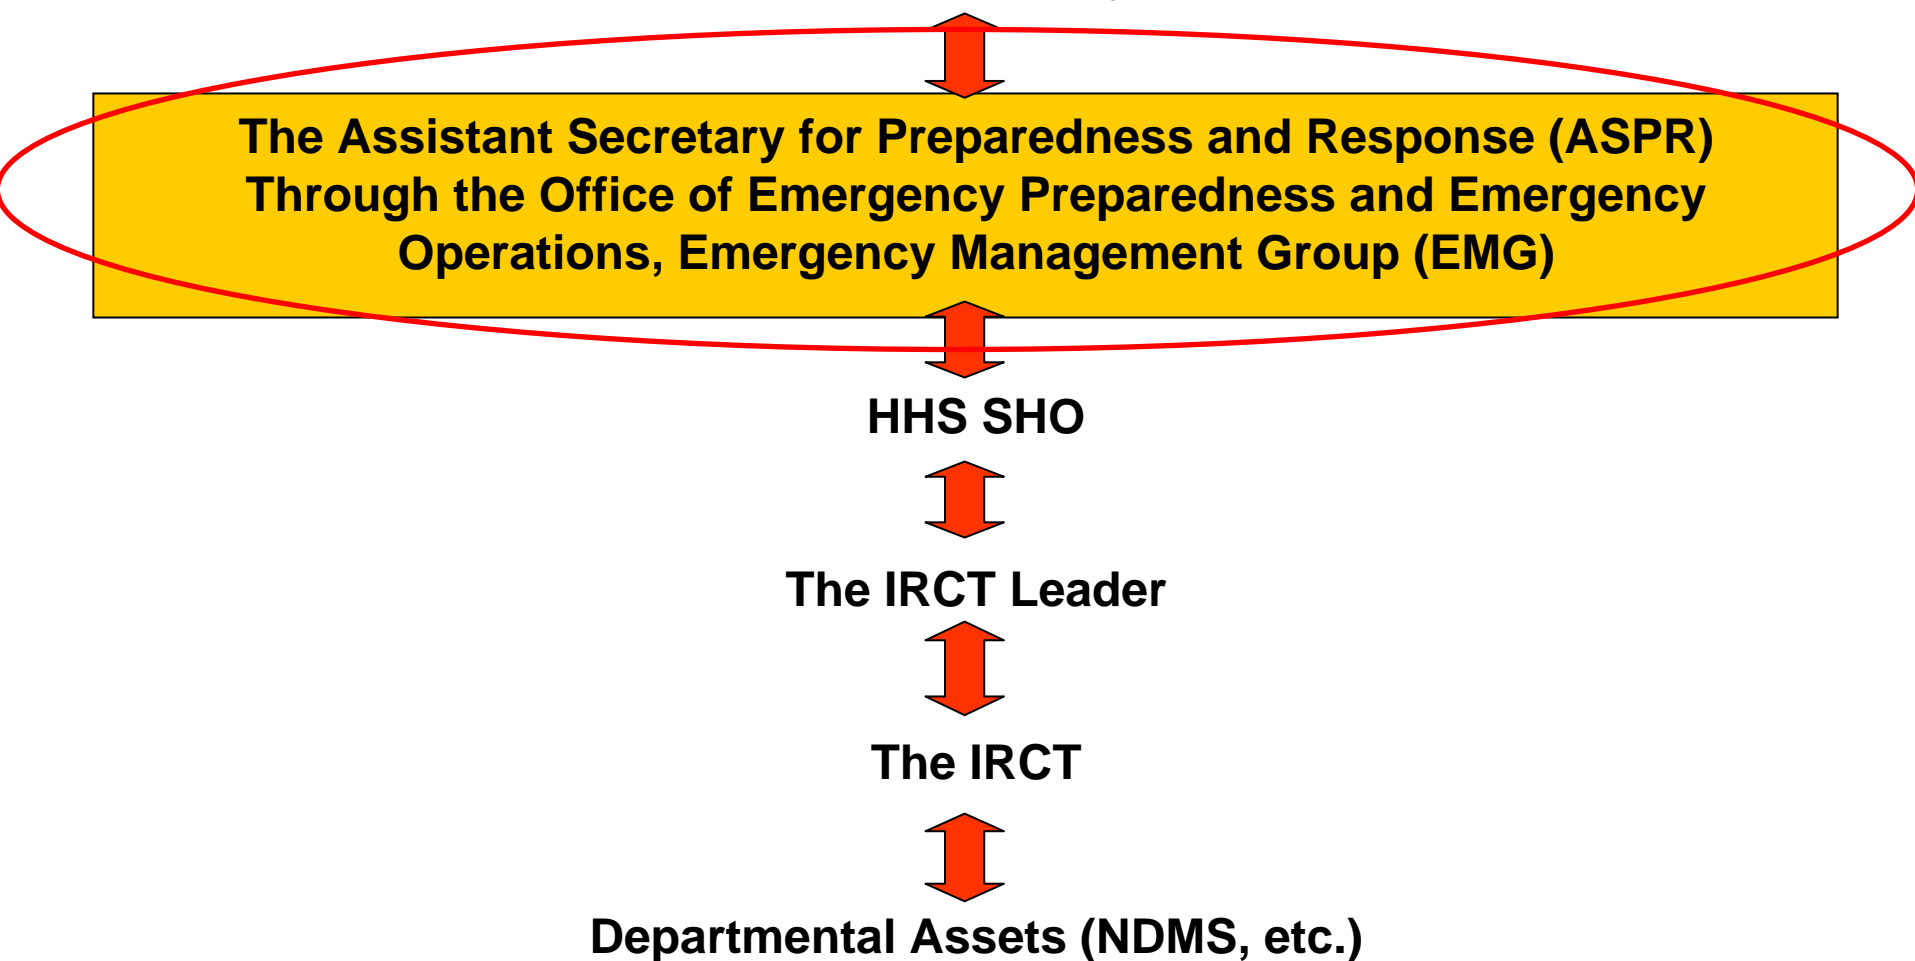 The Assistant Secretary for Preparedness and Response (ASPR)
Through the Office of Emergency Preparedness and Emergency
Operations, Emergency Management Group (EMG)
HHS SHO
The IRCT Leader
The IRCT
Departmental Assets (NDMS, etc.)